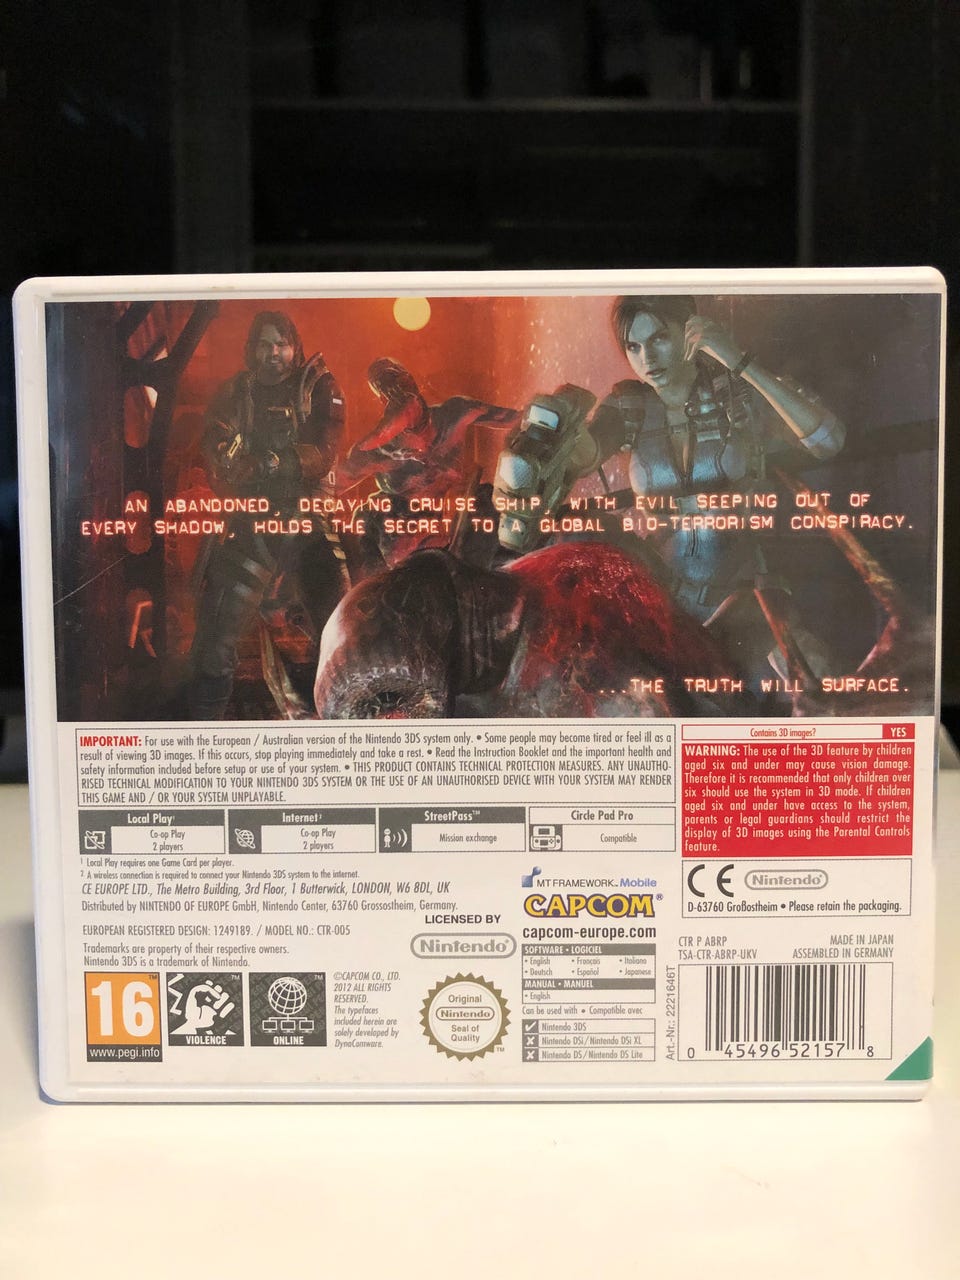 AN ABANDONED, DECAYING CRUISE SHIP, WITH EVIL SEEPING OUT OF
EVERY SHADOW, HOLDS THE SECRET TO A GLOBAL BIO-TERRORISM CONSPIRACY.
...THE TRUTH WILL SURFACE.
IMPORTANT: For use with the European / Australian version of the Nintendo 3DS system only. • Some people may become tired or feel ill as a
result of viewing 3D images. If this occurs, stop playing immediately and take a rest. • Read the Instruction Booklet and the important health and
safety information included before setup or use of your system. • THIS PRODUCT CONTAINS TECHNICAL PROTECTION MEASURES. ANY UNAUTHO-
RISED TECHNICAL MODIFICATION TO YOUR NINTENDO 3DS SYSTEM OR THE USE OF AN UNAUTHORISED DEVICE WITH YOUR SYSTEM MAY RENDER
THIS GAME AND / OR YOUR SYSTEM UNPLAYABLE.
Contains 3D images? YES
WARNING: The use of the 3D feature by children
aged six and under may cause vision damage.
Therefore it is recommended that only children over
six should use the system in 3D mode. If children
aged six and under have access to the system,
parents or legal guardians should restrict the
display of 3D images using the Parental Controls
feature.
Local Play¹
Co-op Play
2 players
Internet²
Co-op Play
2 players
StreetPass™
Mission exchange
Circle Pad Pro
Compatible
¹ Local Play requires one Game Card per player.
² A wireless connection is required to connect your Nintendo 3DS system to the internet.
CE EUROPE LTD., The Metro Building, 3rd Floor, 1 Butterwick, LONDON, W6 8DL, UK
Distributed by NINTENDO OF EUROPE GmbH, Nintendo Center, 63760 Grossostheim, Germany.
EUROPEAN REGISTERED DESIGN: 1249189. / MODEL NO.: CTR-005
Trademarks are property of their respective owners.
Nintendo 3DS is a trademark of Nintendo.
LICENSED BY
Nintendo®
MT FRAMEWORK™ Mobile
CAPCOM®
capcom-europe.com
CE Nintendo®
D-63760 Großostheim • Please retain the packaging.
16
www.pegi.info
™
VIOLENCE
™
ONLINE
™
©CAPCOM CO., LTD.
2012 ALL RIGHTS
RESERVED.
The typefaces
included herein are
solely developed by
DynaComware.
Original
Nintendo®
Seal of
Quality
™
SOFTWARE • LOGICIEL
• English • Français • Italiano
• Deutsch • Español • Japanese
MANUAL • MANUEL
• English
Can be used with • Compatible avec
Nintendo 3DS
Nintendo DSi/Nintendo DSi XL
Nintendo DS/Nintendo DS Lite
CTR P ABRP
TSA-CTR-ABRP-UKV
MADE IN JAPAN
ASSEMBLED IN GERMANY
Art.-Nr.: 2221646T
0 45496 52157 8